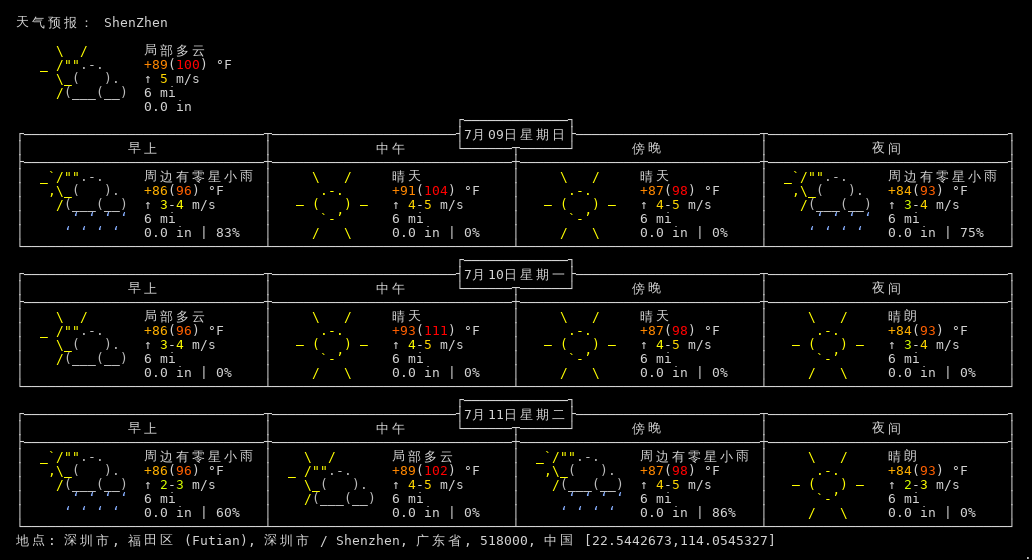 天气预报： ShenZhen
局部多云
+89(100) °F
↑ 5 m/s
6 mi
0.0 in
7月09日星期日
早上 中午 傍晚 夜间
周边有零星小雨 晴天 晴天 周边有零星小雨
+86(96) °F +91(104) °F +87(98) °F +84(93) °F
↑ 3-4 m/s ↑ 4-5 m/s ↑ 4-5 m/s ↑ 3-4 m/s
6 mi 6 mi 6 mi 6 mi
0.0 in | 83% 0.0 in | 0% 0.0 in | 0% 0.0 in | 75%
7月10日星期一
早上 中午 傍晚 夜间
局部多云 晴天 晴天 晴朗
+86(96) °F +93(111) °F +87(98) °F +84(93) °F
↑ 3-4 m/s ↑ 4-5 m/s ↑ 4-5 m/s ↑ 3-4 m/s
6 mi 6 mi 6 mi 6 mi
0.0 in | 0% 0.0 in | 0% 0.0 in | 0% 0.0 in | 0%
7月11日星期二
早上 中午 傍晚 夜间
周边有零星小雨 局部多云 周边有零星小雨 晴朗
+86(96) °F +89(102) °F +87(98) °F +84(93) °F
↑ 2-3 m/s ↑ 4-5 m/s ↑ 4-5 m/s ↑ 2-3 m/s
6 mi 6 mi 6 mi 6 mi
0.0 in | 60% 0.0 in | 0% 0.0 in | 86% 0.0 in | 0%
地点: 深圳市, 福田区 (Futian), 深圳市 / Shenzhen, 广东省, 518000, 中国 [22.5442673,114.0545327]